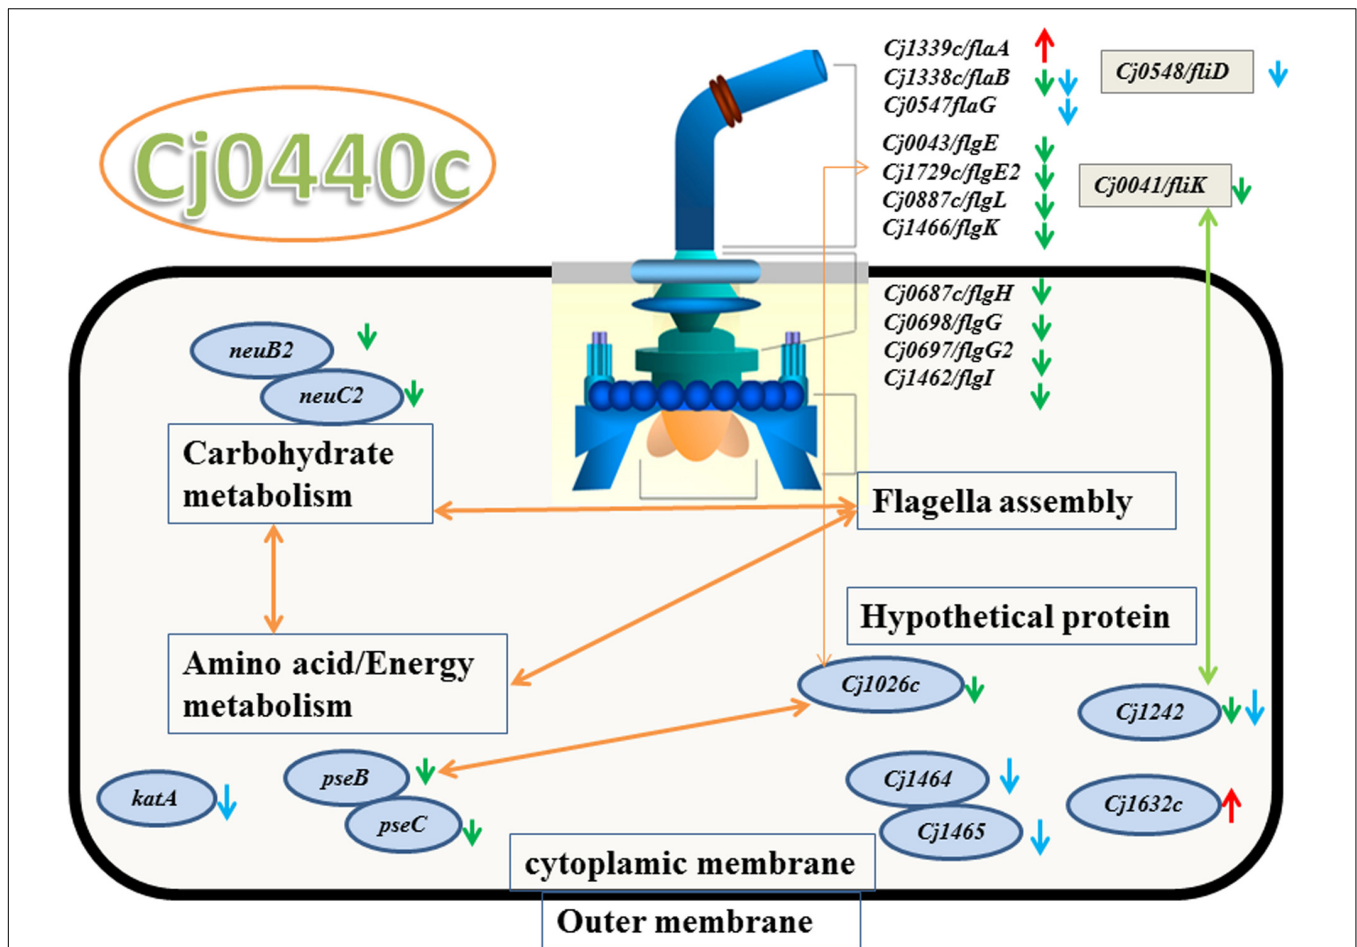 Cj0440c
Cj1339c/flaA
Cj1338c/flaB
Cj0547flaG
Cj0548/fliD
Cj0043/flgE
Cj1729c/flgE2
Cj0887c/flgL
Cj1466/flgK
Cj0041/fliK
Cj0687c/flgH
Cj0698/flgG
Cj0697/flgG2
Cj1462/flgI
neuB2
neuC2
Carbohydrate
metabolism
Flagella assembly
Hypothetical protein
Amino acid/Energy
metabolism
Cj1026c
Cj1242
pseB
pseC
katA
Cj1464
Cj1465
Cj1632c
cytoplamic membrane
Outer membrane